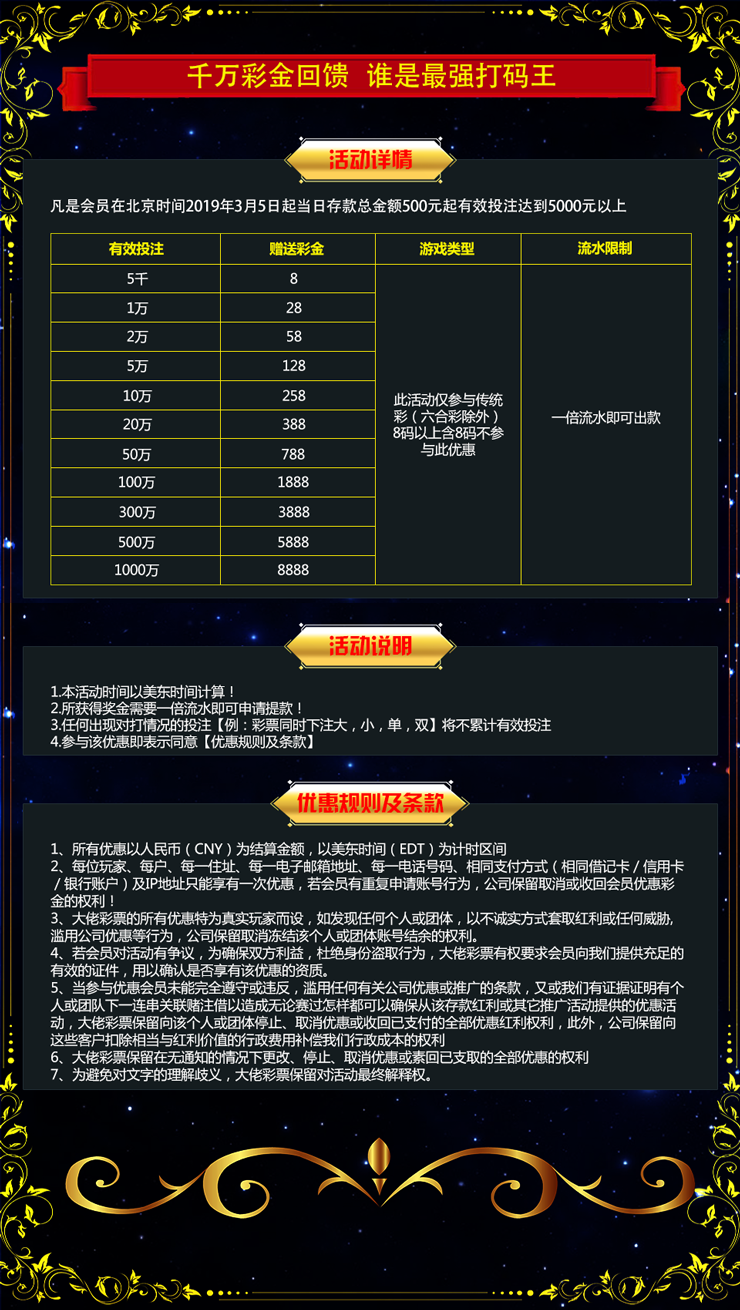 千万彩金回馈 谁是最强打码王
活动详情
凡是会员在北京时间2019年3月5日起当日存款总金额500元起有效投注达到5000元以上
有效投注 赠送彩金 游戏类型 流水限制
5千 8
1万 28
2万 58
5万 128
10万 258
20万 388
50万 788
100万 1888
300万 3888
500万 5888
1000万 8888
此活动仅参与传统
彩（六合彩除外）
8码以上含8码不参
与此优惠
一倍流水即可出款
活动说明
1.本活动时间以美东时间计算！
2.所获得奖金需要一倍流水即可申请提款！
3.任何出现对打情况的投注【例：彩票同时下注大，小，单，双】将不累计有效投注
4.参与该优惠即表示同意【优惠规则及条款】
优惠规则及条款
1、所有优惠以人民币（CNY）为结算金额，以美东时间（EDT）为计时区间
2、每位玩家、每户、每一住址、每一电子邮箱地址、每一电话号码、相同支付方式（相同借记卡／信用卡
／银行账户）及IP地址只能享有一次优惠，若会员有重复申请账号行为，公司保留取消或收回会员优惠彩
金的权利！
3、大佬彩票的所有优惠特为真实玩家而设，如发现任何个人或团体，以不诚实方式套取红利或任何威胁,
滥用公司优惠等行为，公司保留取消冻结该个人或团体账号结余的权利。
4、若会员对活动有争议，为确保双方利益，杜绝身份盗取行为，大佬彩票有权要求会员向我们提供充足的
有效的证件，用以确认是否享有该优惠的资质。
5、当参与优惠会员未能完全遵守或违反，滥用任何有关公司优惠或推广的条款，又或我们有证据证明有个
人或团队下一连串关联赌注借以造成无论赛过怎样都可以确保从该存款红利或其它推广活动提供的优惠活
动，大佬彩票保留向该个人或团体停止、取消优惠或收回已支付的全部优惠红利权利，此外，公司保留向
这些客户扣除相当与红利价值的行政费用补偿我们行政成本的权利
6、大佬彩票保留在无通知的情况下更改、停止、取消优惠或素回已支取的全部优惠的权利
7、为避免对文字的理解歧义，大佬彩票保留对活动最终解释权。